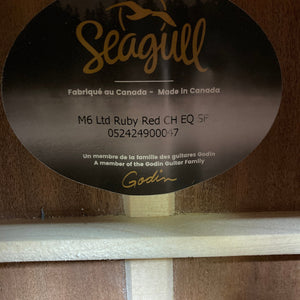 Seagull
Fabriqué au Canada - Made in Canada
M6 Ltd Ruby Red CH EQ SF
052424900047
Un membre de la famille des guitares Godin
A member of the Godin Guitar Family
Godin